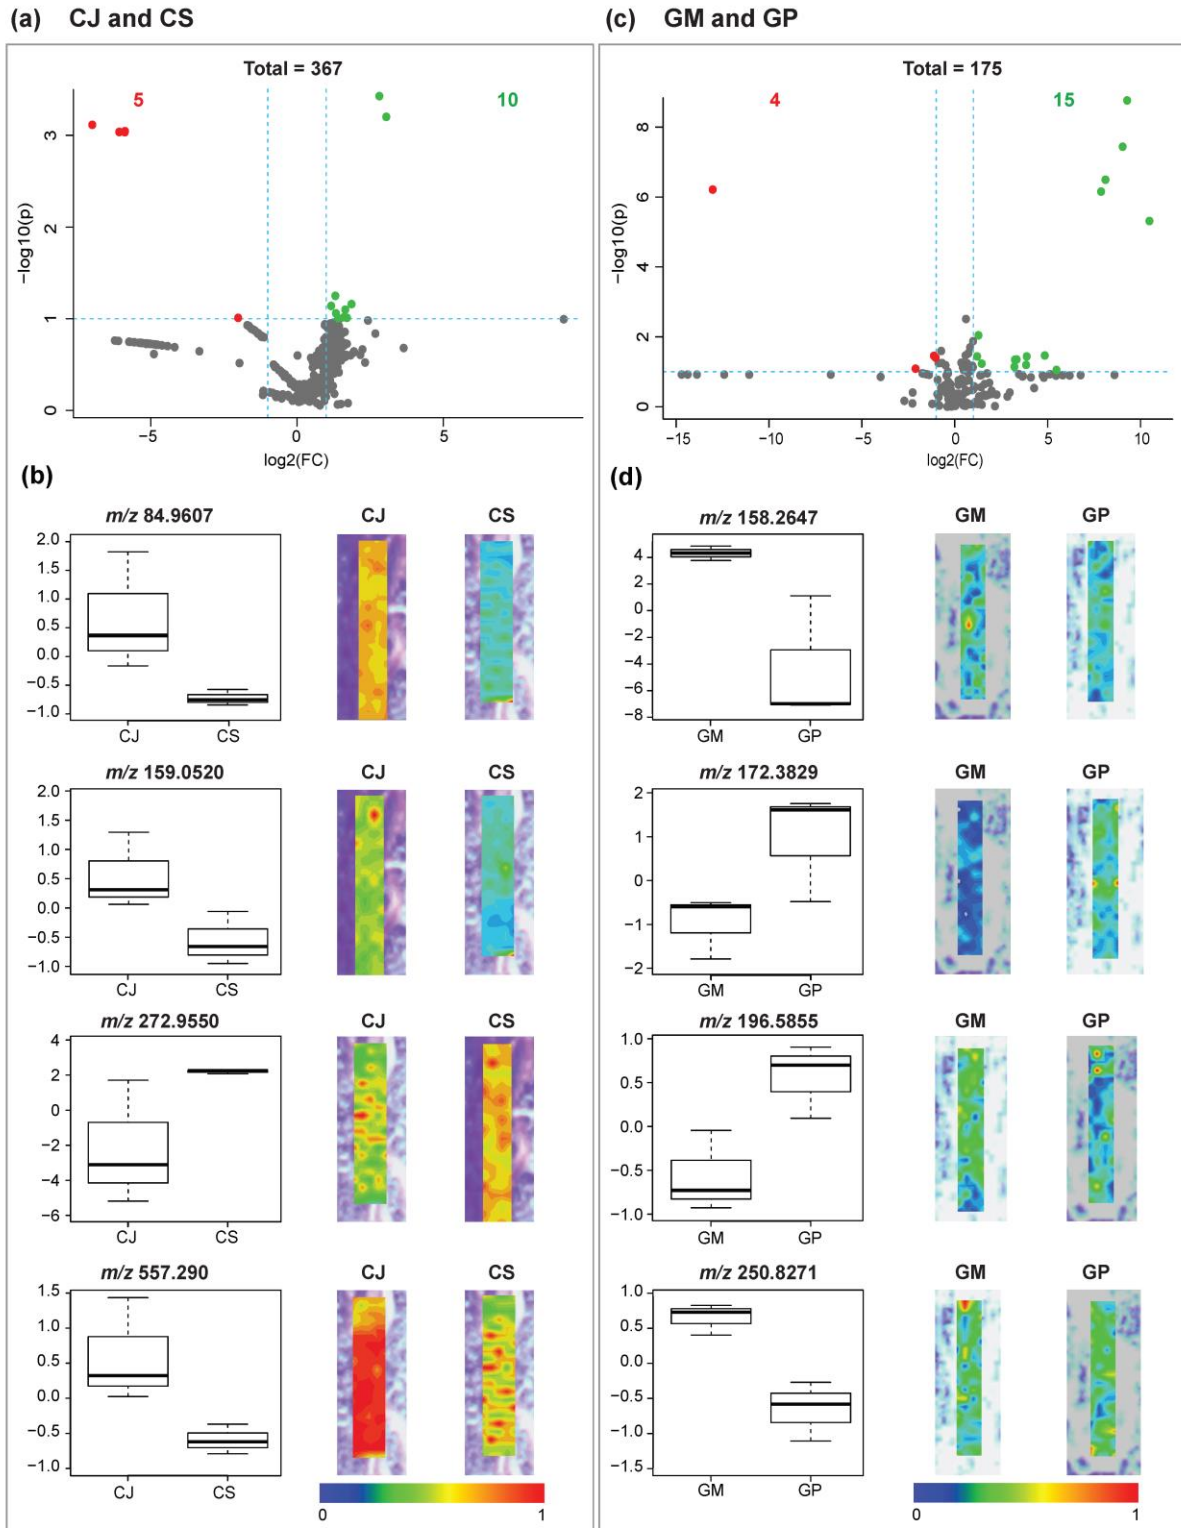 (a) CJ and CS
Total = 367
5
10
3
2
1
0
−log10(p)
−5
0
5
log2(FC)
(b)
m/z 84.9607
2.0
1.5
1.0
0.5
0.0
−0.5
−1.0
CJ
CS
CJ
CS
m/z 159.0520
2.0
1.5
1.0
0.5
0.0
−0.5
−1.0
CJ
CS
CJ
CS
m/z 272.9550
4
2
0
−2
−4
−6
CJ
CS
CJ
CS
m/z 557.290
1.5
1.0
0.5
0.0
−0.5
−1.0
CJ
CS
CJ
CS
0
1
(c) GM and GP
Total = 175
4
15
8
6
4
2
0
−log10(p)
−15
−10
−5
0
5
10
log2(FC)
(d)
m/z 158.2647
4
2
0
−2
−4
−6
−8
GM
GP
GM
GP
m/z 172.3829
2
1
0
−1
−2
GM
GP
GM
GP
m/z 196.5855
1.0
0.5
0.0
−0.5
−1.0
GM
GP
GM
GP
m/z 250.8271
1.0
0.5
0.0
−0.5
−1.0
−1.5
GM
GP
GM
GP
0
1